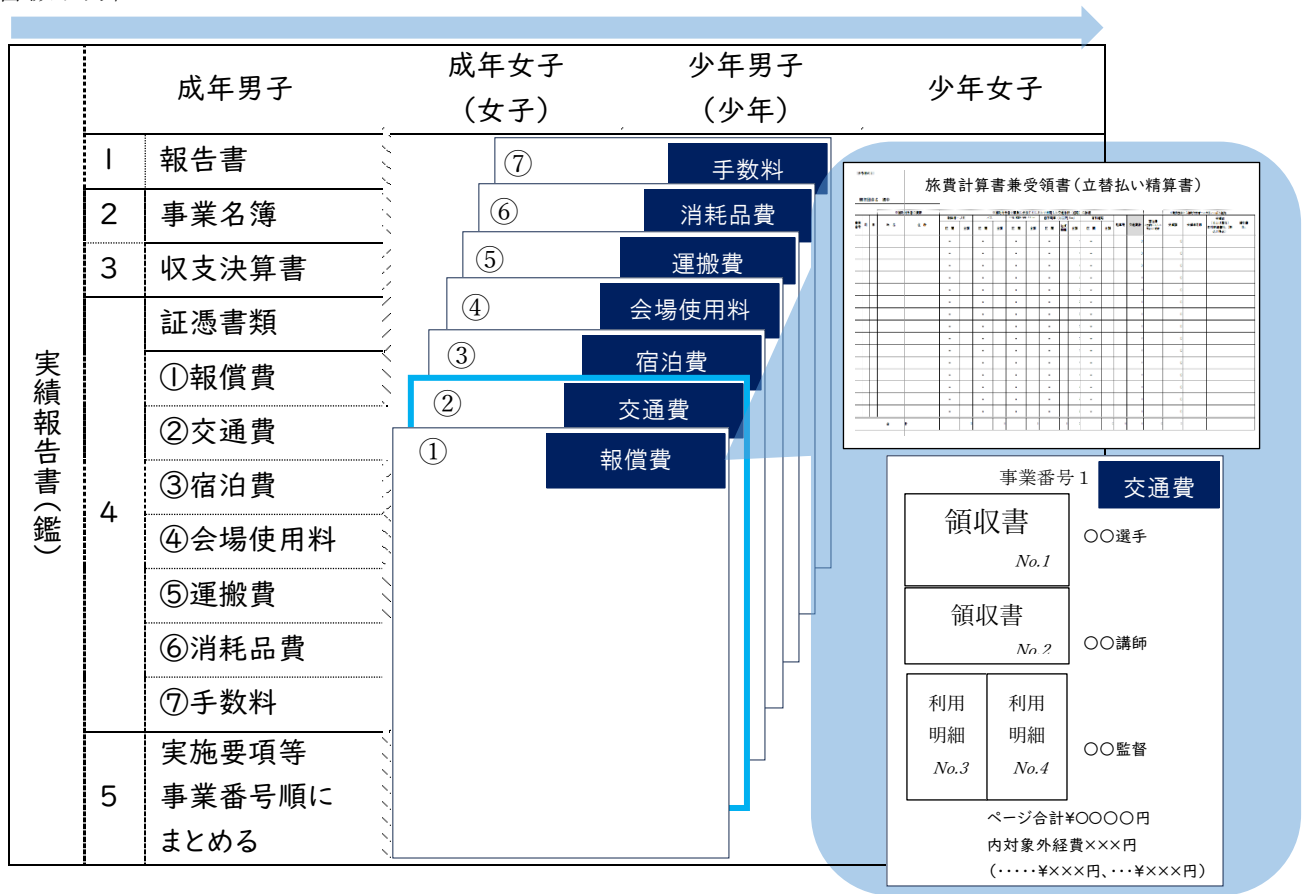 成年男子
成年女子
（女子）
少年男子
（少年）
少年女子
実績報告書（鑑）
1
報告書
2
事業名簿
3
収支決算書
4
証憑書類
①報償費
②交通費
③宿泊費
④会場使用料
⑤運搬費
⑥消耗品費
⑦手数料
5
実施要項等
事業番号順に
まとめる
⑦
手数料
⑥
消耗品費
⑤
運搬費
④
会場使用料
③
宿泊費
②
交通費
①
報償費
旅費計算書兼受領書（立替払い精算書）
事業番号１
交通費
領収書
No.1
〇〇選手
領収書
No.2
〇〇講師
利用
明細
No.3
利用
明細
No.4
〇〇監督
ページ合計¥〇〇〇〇円
内対象外経費×××円
（・・・・・¥×××円、・・・¥×××円）